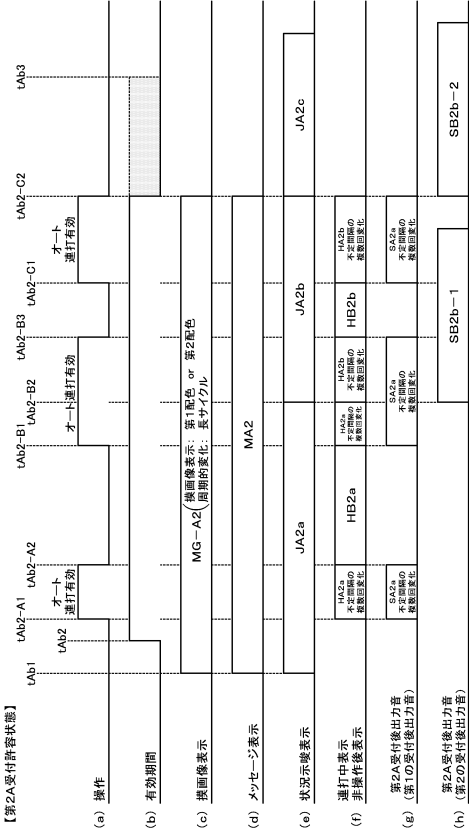 【第2A受付許容状態】
tAb1
tAb2
tAb2-A1
tAb2-A2
tAb2-B1
tAb2-B2
tAb2-B3
tAb2-C1
tAb2-C2
tAb3
(a) 操作
オート
連打有効
オート連打有効
オート
連打有効
(b) 有効期間
(c) 摸画像表示
MG-A2(摸画像表示: 第1配色 or 第2配色
周期的変化: 長サイクル)
(d) メッセージ表示
MA2
(e) 状況示唆表示
JA2a
JA2b
JA2c
(f) 連打中表示
非操作後表示
HA2a
不定間隔の
複数回変化
HB2a
HA2a
不定間隔の
複数回変化
HA2b
不定間隔の
複数回変化
HB2b
HA2b
不定間隔の
複数回変化
(g) 第2A受付後出力音
(第1の受付後出力音)
SA2a
不定間隔の
複数回変化
SA2a
不定間隔の
複数回変化
SA2a
不定間隔の
複数回変化
(h) 第2A受付後出力音
(第2の受付後出力音)
SB2b-1
SB2b-2